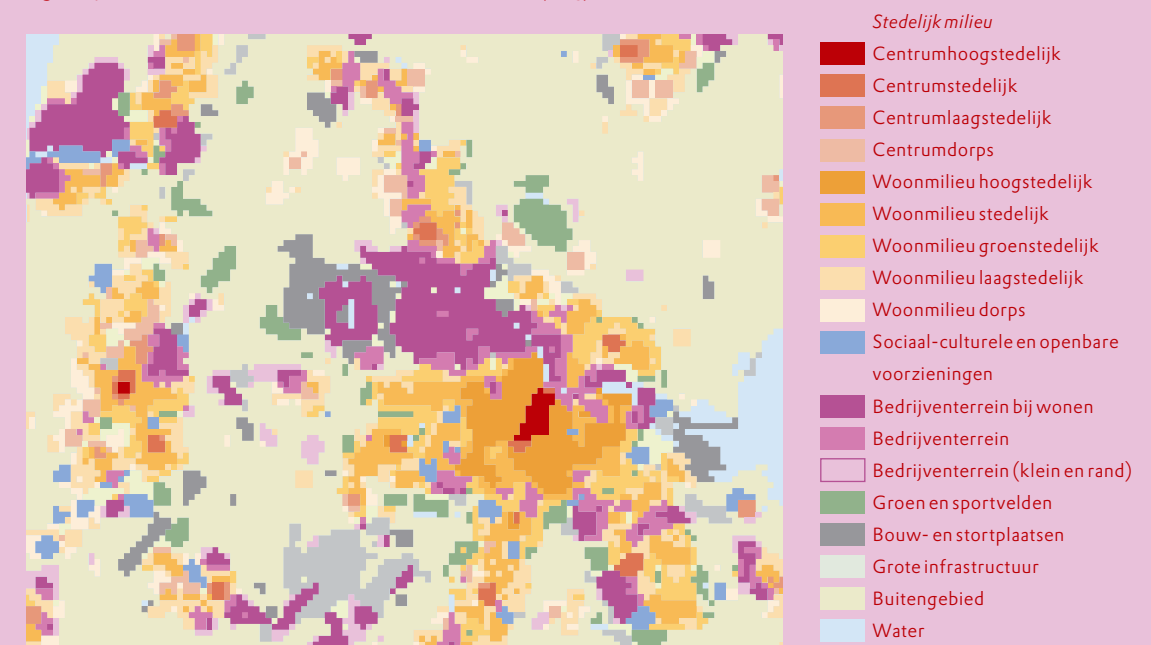 Stedelijk milieu
Centrumhoogstedelijk
Centrumstedelijk
Centrumlaagstedelijk
Centrumdorps
Woonmilieu hoogstedelijk
Woonmilieu stedelijk
Woonmilieu groenstedelijk
Woonmilieu laagstedelijk
Woonmilieu dorps
Sociaal-culturele en openbare
voorzieningen
Bedrijventerrein bij wonen
Bedrijventerrein
Bedrijventerrein (klein en rand)
Groen en sportvelden
Bouw- en stortplaatsen
Grote infrastructuur
Buitengebied
Water